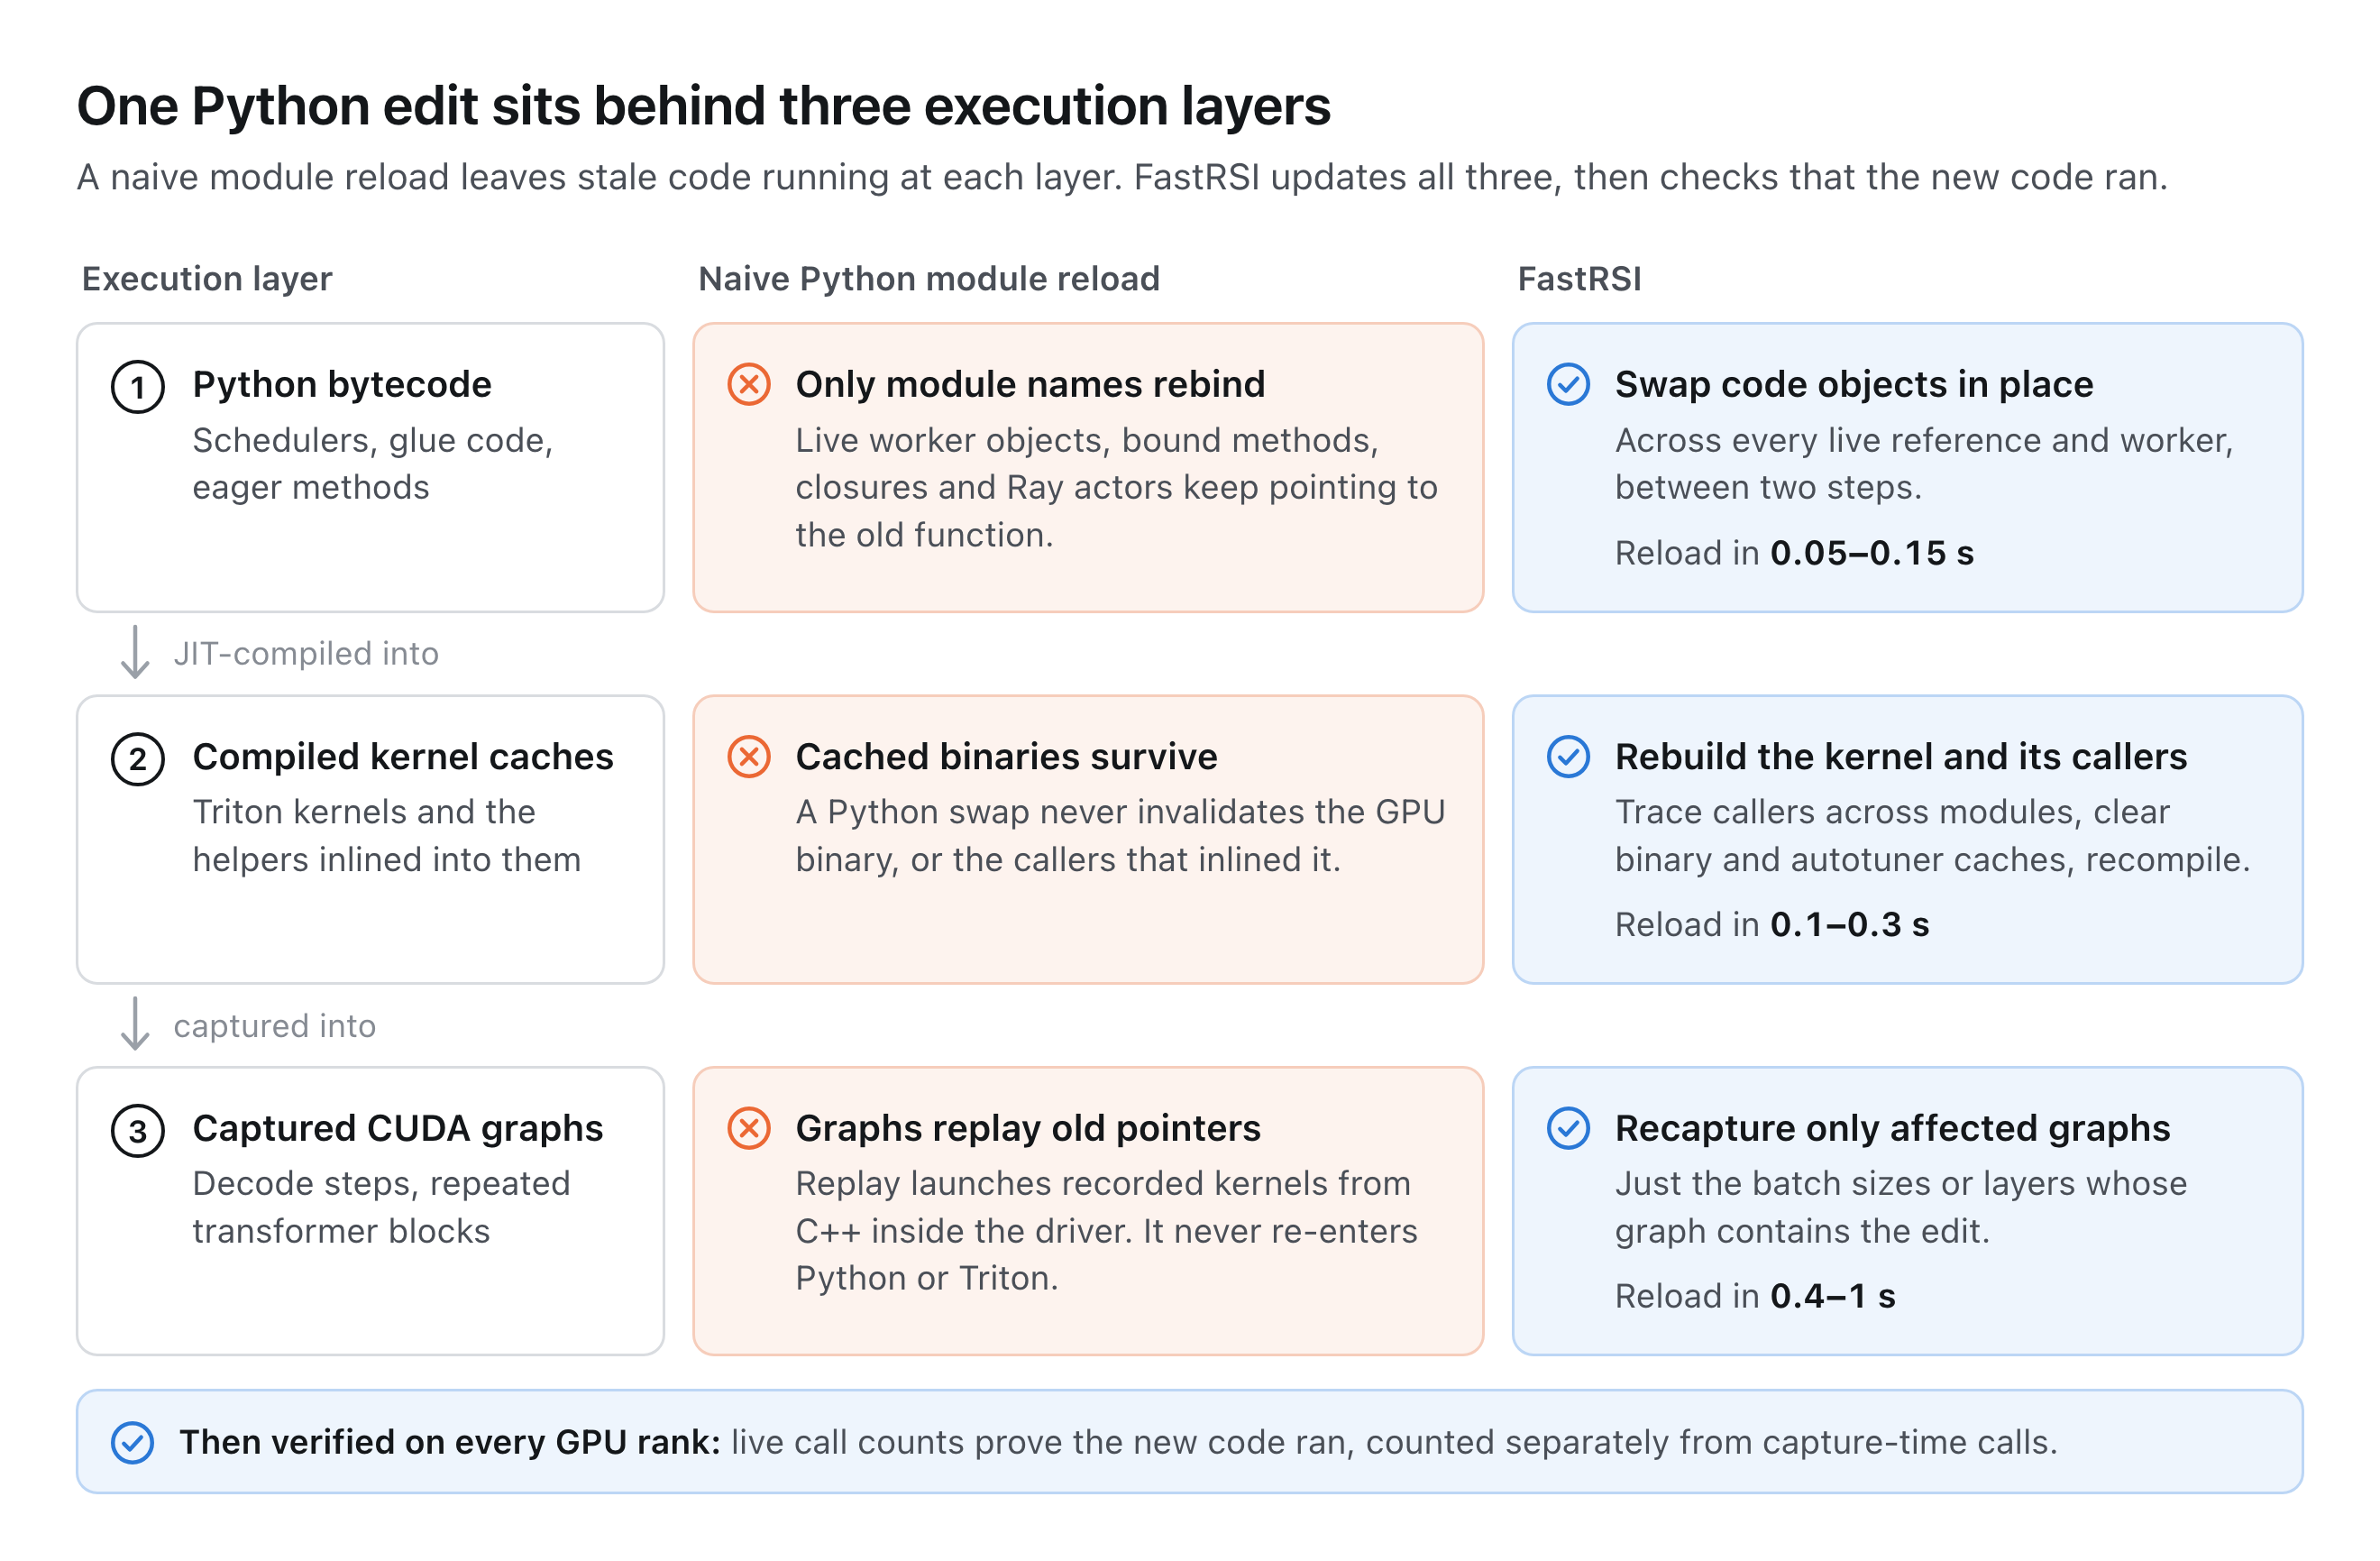 One Python edit sits behind three execution layers
A naive module reload leaves stale code running at each layer. FastRSI updates all three, then checks that the new code ran.
Execution layer
Naive Python module reload
FastRSI
1
Python bytecode
Schedulers, glue code,
eager methods
Only module names rebind
Live worker objects, bound methods,
closures and Ray actors keep pointing to
the old function.
Swap code objects in place
Across every live reference and worker,
between two steps.
Reload in 0.05–0.15 s
JIT-compiled into
2
Compiled kernel caches
Triton kernels and the
helpers inlined into them
Cached binaries survive
A Python swap never invalidates the GPU
binary, or the callers that inlined it.
Rebuild the kernel and its callers
Trace callers across modules, clear
binary and autotuner caches, recompile.
Reload in 0.1–0.3 s
captured into
3
Captured CUDA graphs
Decode steps, repeated
transformer blocks
Graphs replay old pointers
Replay launches recorded kernels from
C++ inside the driver. It never re-enters
Python or Triton.
Recapture only affected graphs
Just the batch sizes or layers whose
graph contains the edit.
Reload in 0.4–1 s
Then verified on every GPU rank: live call counts prove the new code ran, counted separately from capture-time calls.